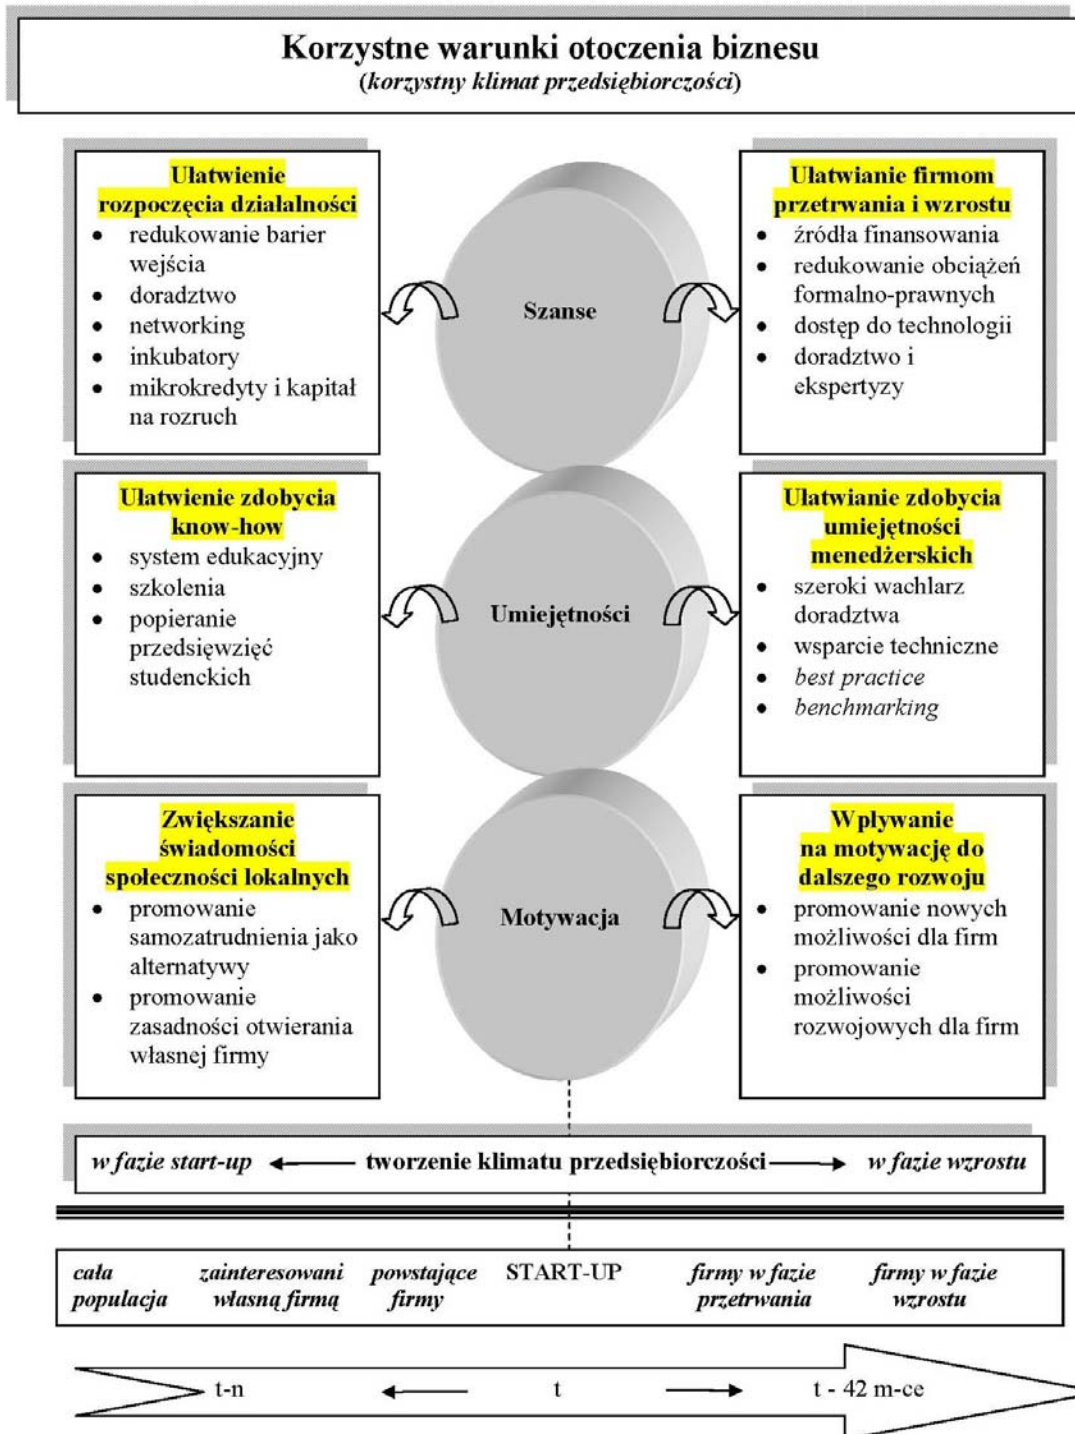 Korzystne warunki otoczenia biznesu
(korzystny klimat przedsiębiorczości)
Ułatwienie
rozpoczęcia działalności
• redukowanie barier
wejścia
• doradztwo
• networking
• inkubatory
• mikrokredyty i kapitał
na rozruch
Szanse
Ułatwianie firmom
przetrwania i wzrostu
• źródła finansowania
• redukowanie obciążeń
formalno-prawnych
• dostęp do technologii
• doradztwo i
ekspertyzy
Ułatwienie zdobycia
know-how
• system edukacyjny
• szkolenia
• popieranie
przedsięwzięć
studenckich
Umiejętności
Ułatwianie zdobycia
umiejętności
menedżerskich
• szeroki wachlarz
doradztwa
• wsparcie techniczne
• best practice
• benchmarking
Zwiększanie
świadomości
społeczności lokalnych
• promowanie
samozatrudnienia jako
alternatywy
• promowanie
zasadności otwierania
własnej firmy
Motywacja
Wpływanie
na motywację do
dalszego rozwoju
• promowanie nowych
możliwości dla firm
• promowanie
możliwości
rozwojowych dla firm
w fazie start-up tworzenie klimatu przedsiębiorczości w fazie wzrostu
cała
populacja
zainteresowani
własną firmą
powstające
firmy
START-UP
firmy w fazie
przetrwania
firmy w fazie
wzrostu
t-n t t - 42 m-ce